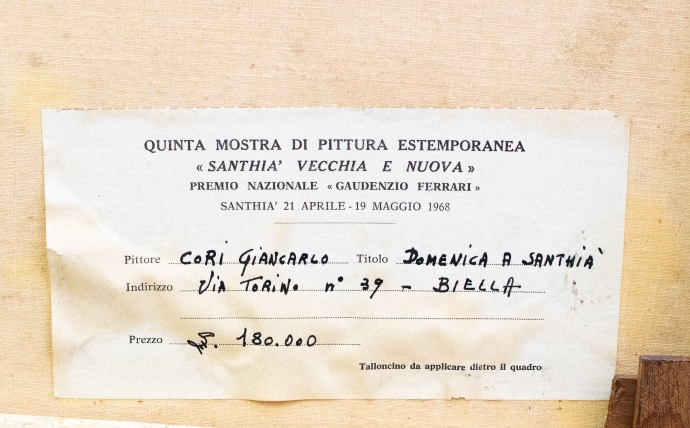 QUINTA MOSTRA DI PITTURA ESTEMPORANEA
« SANTHIA' VECCHIA E NUOVA »
PREMIO NAZIONALE « GAUDENZIO FERRARI »
SANTHIA' 21 APRILE - 19 MAGGIO 1968
Pittore CORI GIANCARLO Titolo DOMENICA A SANTHIA'
Indirizzo VIA TORINO n° 39 - BIELLA
Prezzo £. 180.000
Talloncino da applicare dietro il quadro